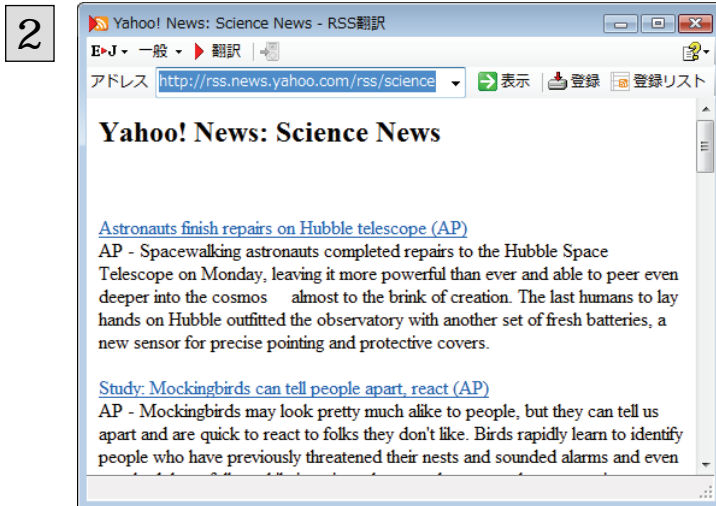 2
Yahoo! News: Science News - RSS翻訳
E▸J 一般 翻訳
アドレス http://rss.news.yahoo.com/rss/science 表示 登録 登録リスト
Yahoo! News: Science News
Astronauts finish repairs on Hubble telescope (AP)
AP - Spacewalking astronauts completed repairs to the Hubble Space
Telescope on Monday, leaving it more powerful than ever and able to peer even
deeper into the cosmos almost to the brink of creation. The last humans to lay
hands on Hubble outfitted the observatory with another set of fresh batteries, a
new sensor for precise pointing and protective covers.
Study: Mockingbirds can tell people apart, react (AP)
AP - Mockingbirds may look pretty much alike to people, but they can tell us
apart and are quick to react to folks they don't like. Birds rapidly learn to identify
people who have previously threatened their nests and sounded alarms and even